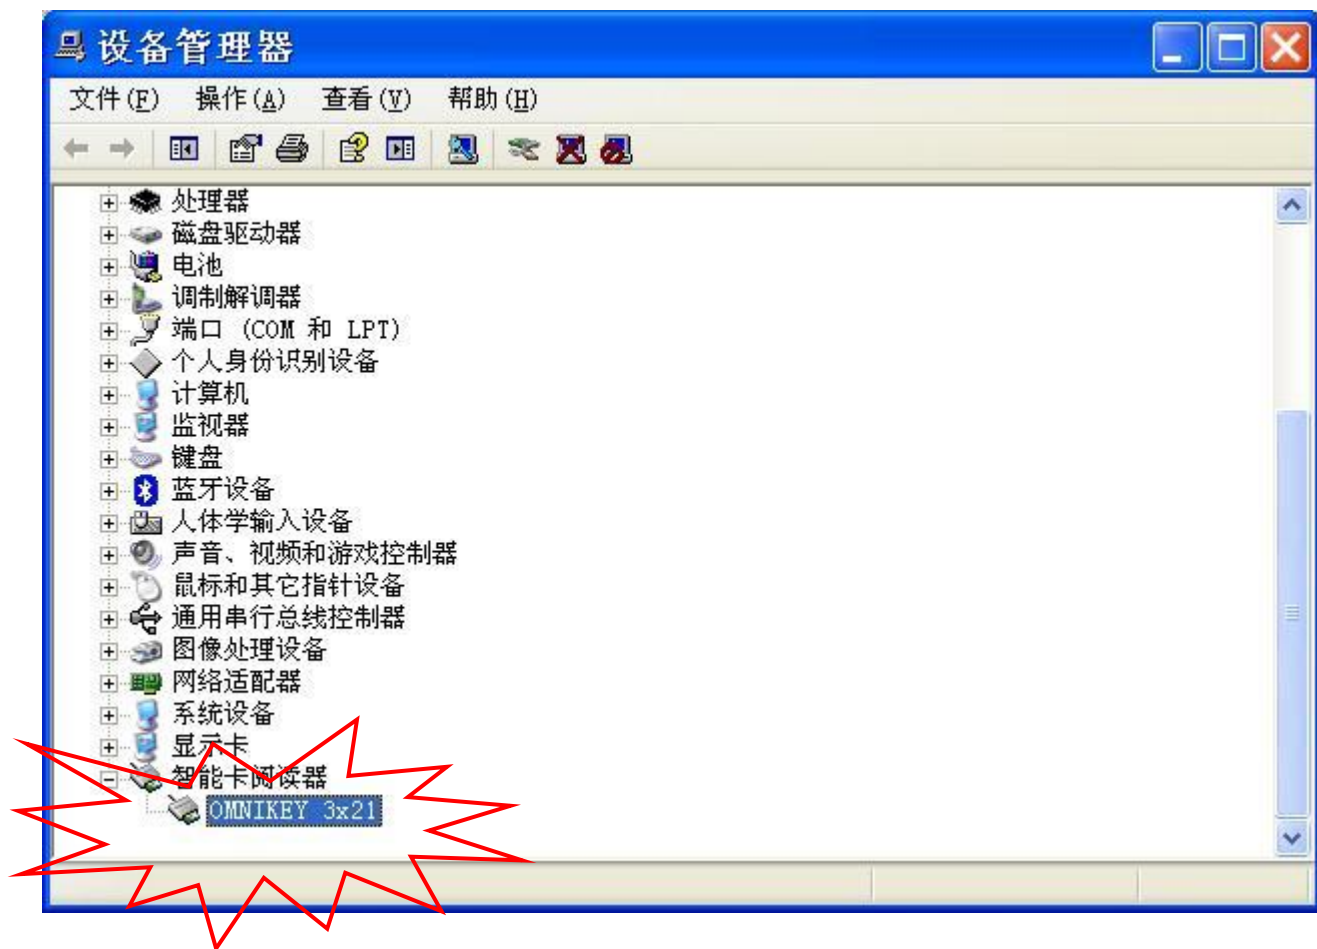 设备管理器
文件(F) 操作(A) 查看(V) 帮助(H)
处理器
磁盘驱动器
电池
调制解调器
端口 (COM 和 LPT)
个人身份识别设备
计算机
监视器
键盘
蓝牙设备
人体学输入设备
声音、视频和游戏控制器
鼠标和其它指针设备
通用串行总线控制器
图像处理设备
网络适配器
系统设备
显示卡
智能卡阅读器
OMNIKEY 3x21